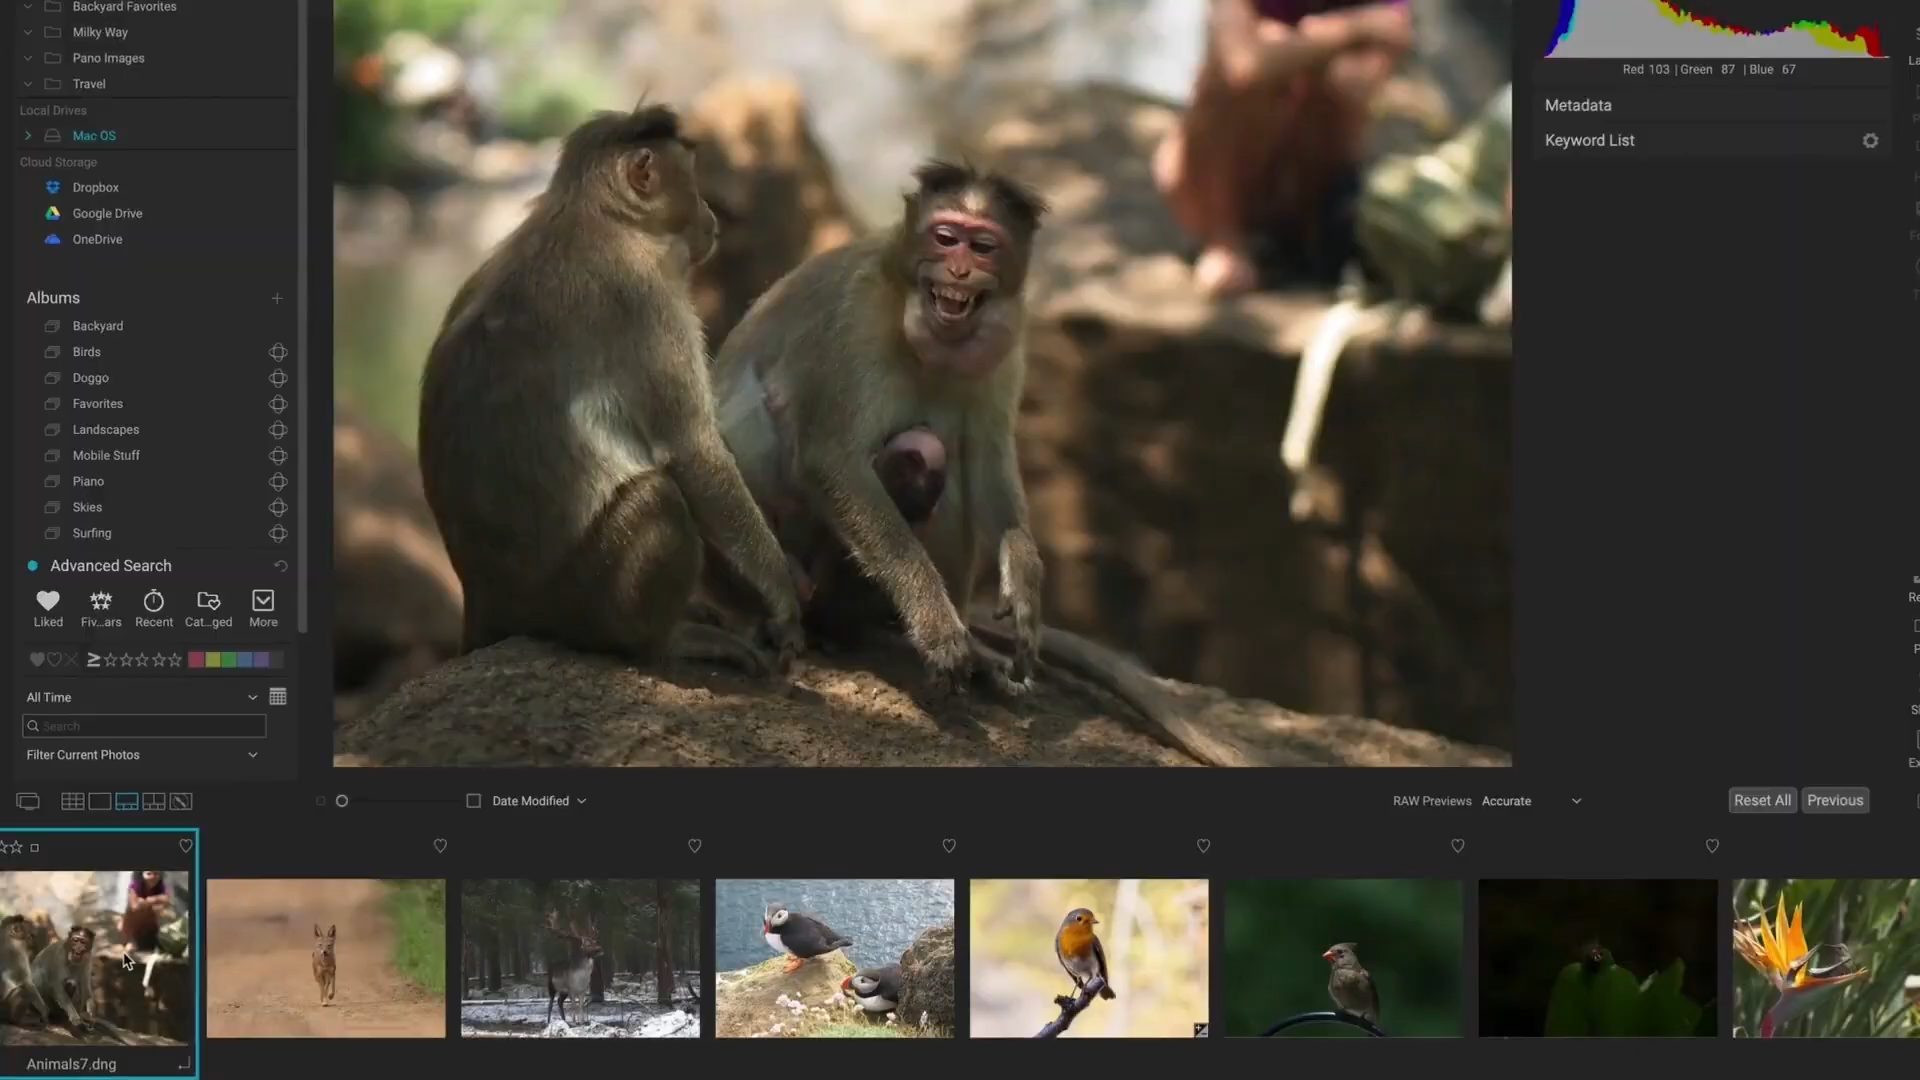 Backyard Favorites
Milky Way
Pano Images
Travel
Local Drives
Mac OS
Cloud Storage
Dropbox
Google Drive
OneDrive
Albums
Backyard
Birds
Doggo
Favorites
Landscapes
Mobile Stuff
Piano
Skies
Surfing
Advanced Search
Liked Fiv...ars Recent Cat...ged More
All Time
Search
Filter Current Photos
Red 103 | Green 87 | Blue 67
Metadata
Keyword List
Date Modified
RAW Previews Accurate
Reset All Previous
Animals7.dng